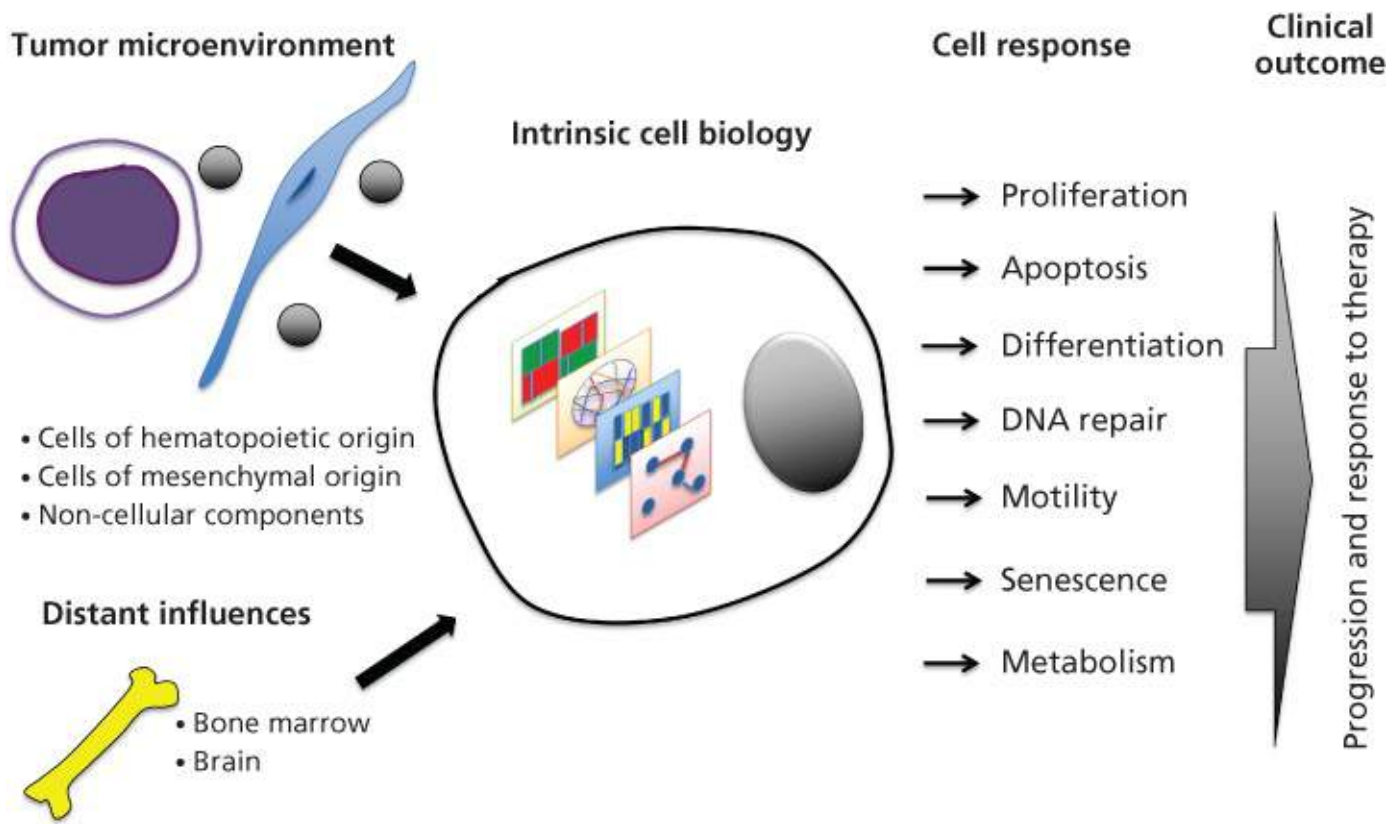 Tumor microenvironment
• Cells of hematopoietic origin
• Cells of mesenchymal origin
• Non-cellular components
Distant influences
• Bone marrow
• Brain
Intrinsic cell biology
Cell response
Proliferation
Apoptosis
Differentiation
DNA repair
Motility
Senescence
Metabolism
Clinical
outcome
Progression and response to therapy